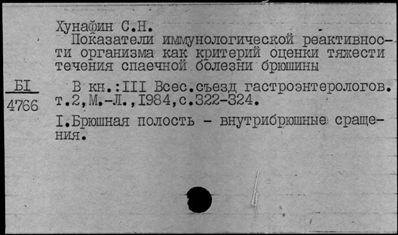 Хунафин С.Н.
Показатели иммунологической реактивнос-
ти организма как критерий оценки тяжести
течения спаечной болезни брюшины
БI
4766
В кн.:III Всес.съезд гастроэнтерологов.
т.2,М.-Л.,1984,с.322-324.
I.Брюшная полость - внутрибрюшные сраще-
ния.